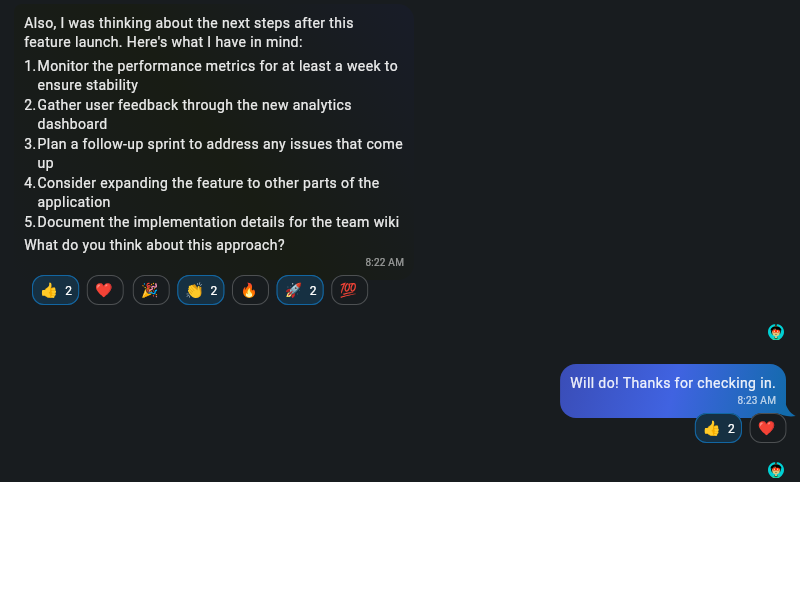 Also, I was thinking about the next steps after this
feature launch. Here's what I have in mind:
1. Monitor the performance metrics for at least a week to
ensure stability
2. Gather user feedback through the new analytics
dashboard
3. Plan a follow-up sprint to address any issues that come
up
4. Consider expanding the feature to other parts of the
application
5. Document the implementation details for the team wiki
What do you think about this approach?
8:22 AM
👍 2 ❤️ 🎉 👏 2 🔥 🚀 2 💯
Will do! Thanks for checking in.
8:23 AM
👍 2 ❤️